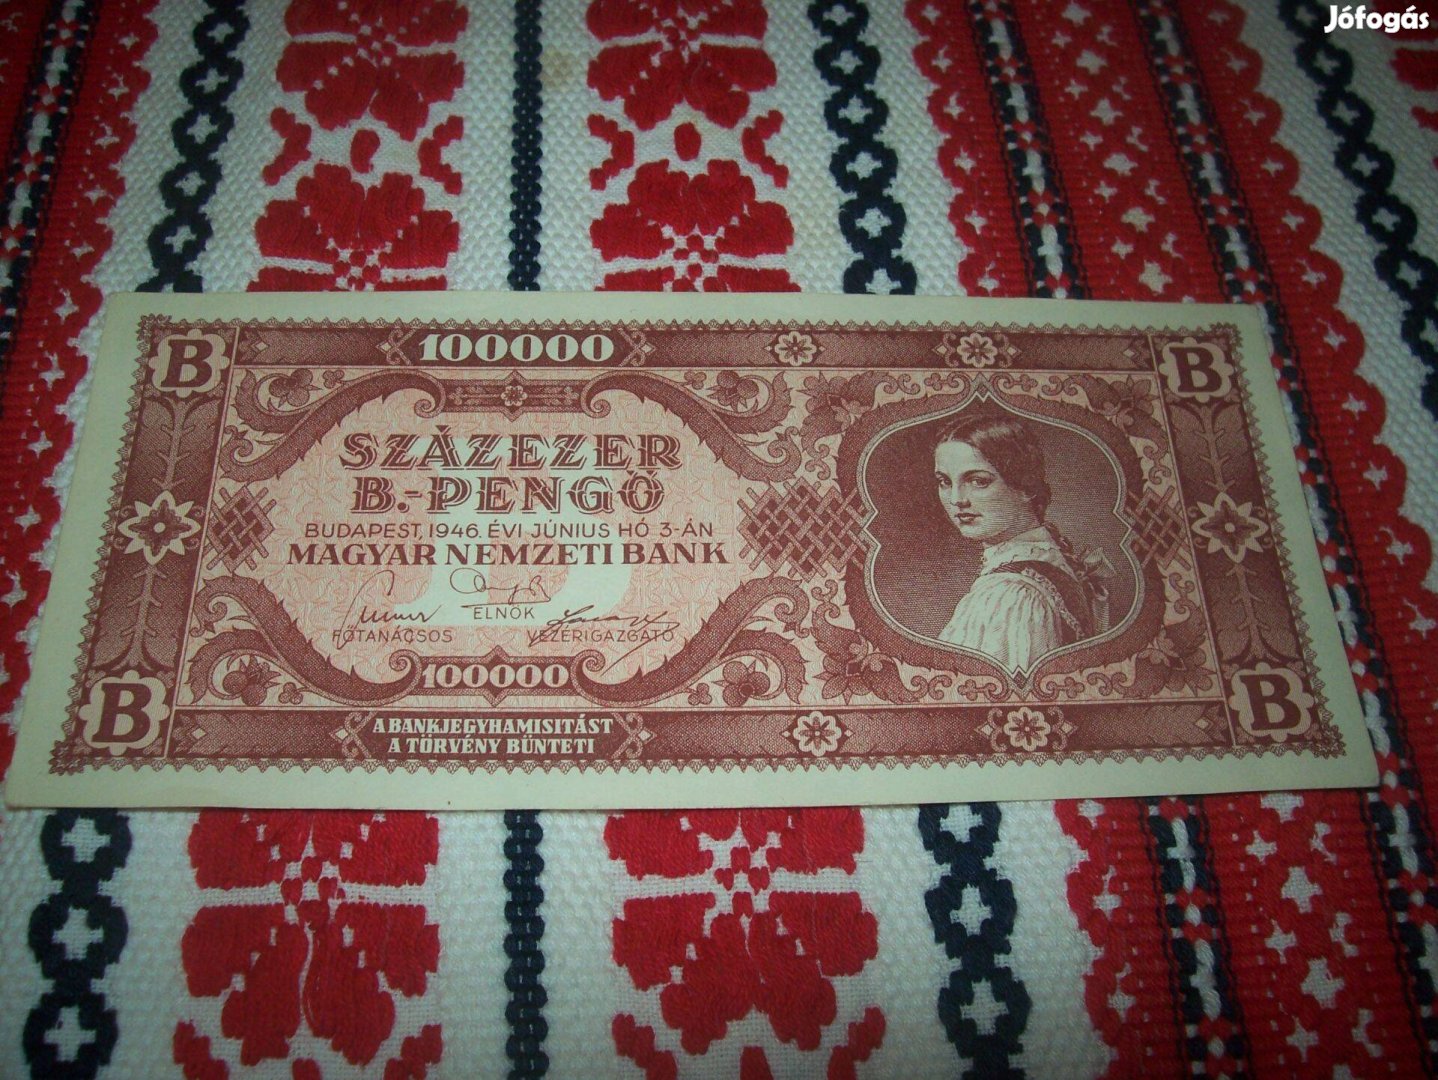 Jófogás
B 100000 B
SZÁZEZER
B.-PENGŐ
BUDAPEST, 1946. ÉVI JÚNIUS HÓ 3-ÁN
MAGYAR NEMZETI BANK
ELNÖK
FŐTANÁCSOS VEZÉRIGAZGATÓ
100000
B B
A BANKJEGYHAMISITÁST
A TÖRVÉNY BÜNTETI